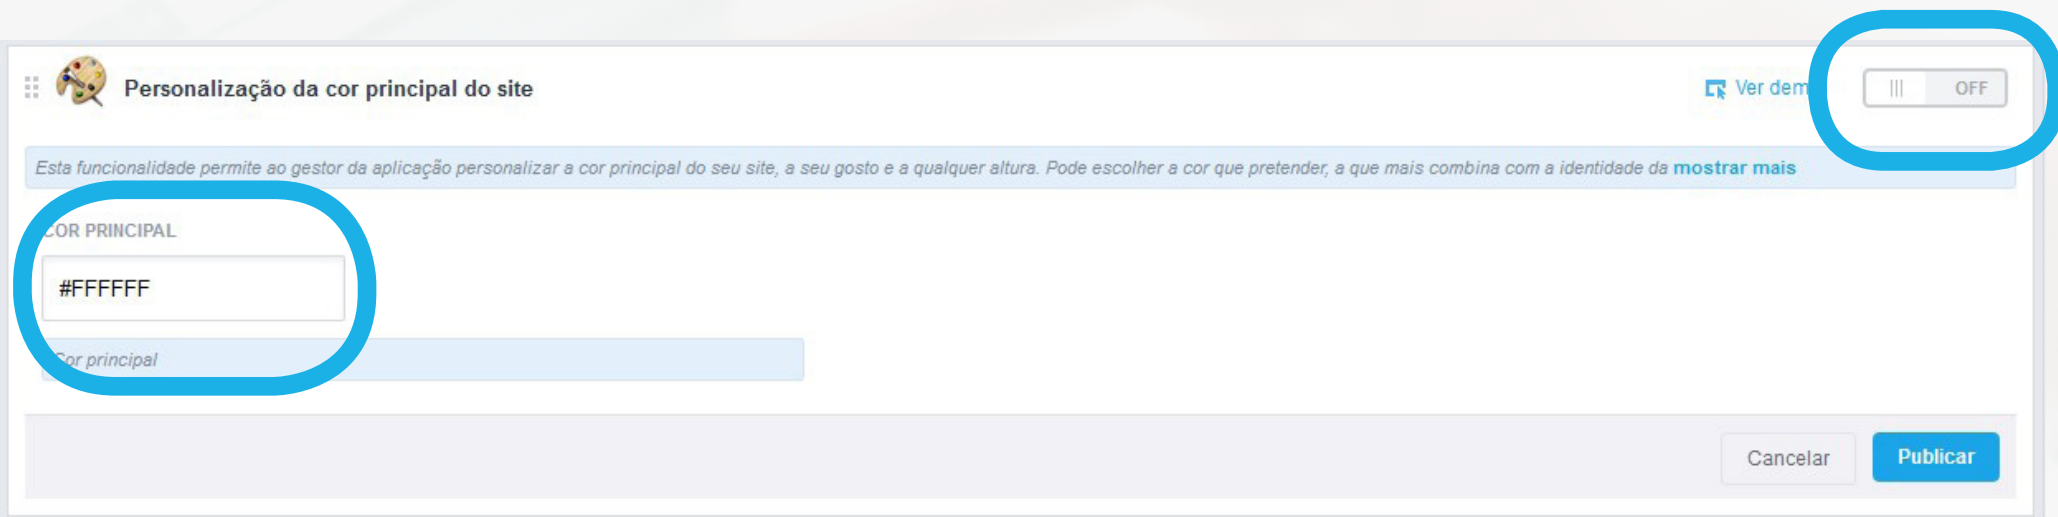 Personalização da cor principal do site
Ver dem
OFF
Esta funcionalidade permite ao gestor da aplicação personalizar a cor principal do seu site, a seu gosto e a qualquer altura. Pode escolher a cor que pretender, a que mais combina com a identidade da mostrar mais
COR PRINCIPAL
#FFFFFF
Cor principal
Cancelar
Publicar